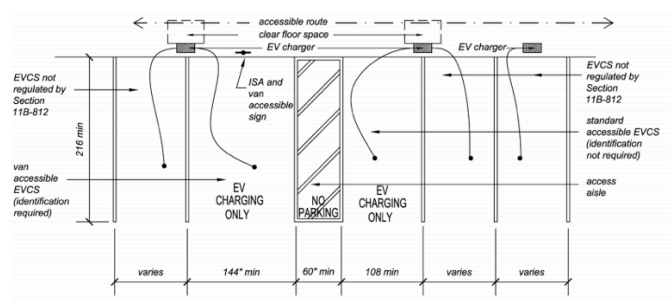 accessible route
clear floor space
EV charger
EV charger
EVCS not
regulated by
Section
11B-812
ISA and
van
accessible
sign
EVCS not
regulated by
Section
11B-812
216 min
standard
accessible EVCS
(identification
not required)
van
accessible
EVCS
(identification
required)
EV
CHARGING
ONLY
NO
PARKING
EV
CHARGING
ONLY
access
aisle
varies
144" min
60" min
108 min
varies
varies